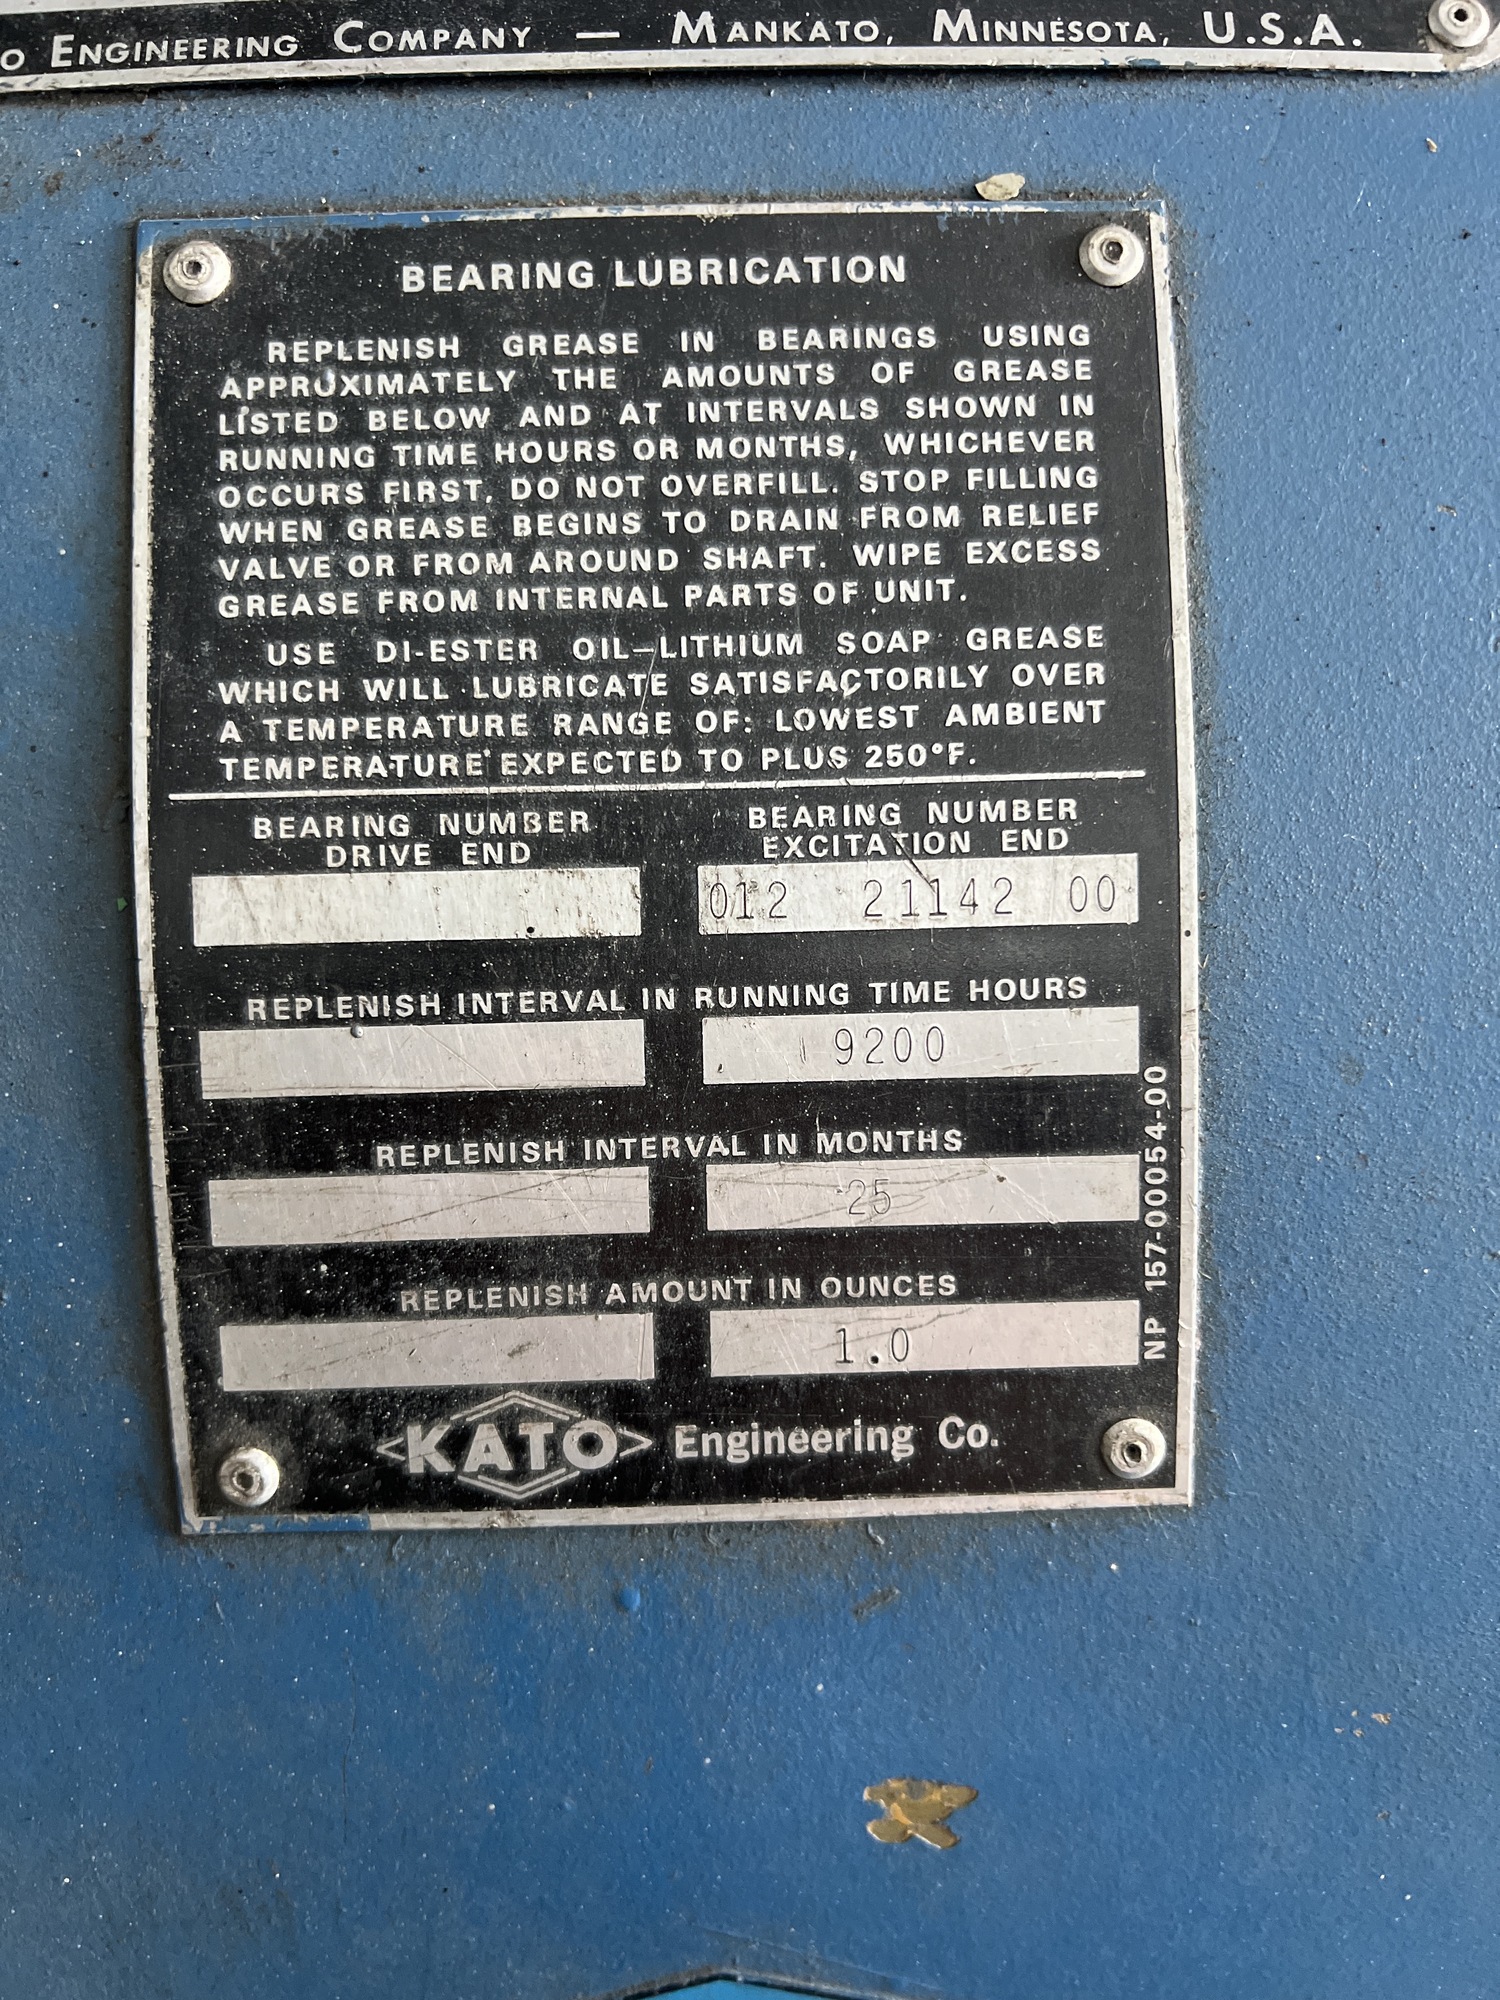 O ENGINEERING COMPANY — MANKATO, MINNESOTA, U.S.A.
BEARING LUBRICATION
REPLENISH GREASE IN BEARINGS USING
APPROXIMATELY THE AMOUNTS OF GREASE
LISTED BELOW AND AT INTERVALS SHOWN IN
RUNNING TIME HOURS OR MONTHS, WHICHEVER
OCCURS FIRST, DO NOT OVERFILL. STOP FILLING
WHEN GREASE BEGINS TO DRAIN FROM RELIEF
VALVE OR FROM AROUND SHAFT. WIPE EXCESS
GREASE FROM INTERNAL PARTS OF UNIT.
USE DI-ESTER OIL—LITHIUM SOAP GREASE
WHICH WILL LUBRICATE SATISFACTORILY OVER
A TEMPERATURE RANGE OF: LOWEST AMBIENT
TEMPERATURE EXPECTED TO PLUS 250°F.
BEARING NUMBER
DRIVE END
BEARING NUMBER
EXCITATION END
012 21142 00
REPLENISH INTERVAL IN RUNNING TIME HOURS
9200
REPLENISH INTERVAL IN MONTHS
25
REPLENISH AMOUNT IN OUNCES
1.0
NP 157-00054-00
KATO Engineering Co.